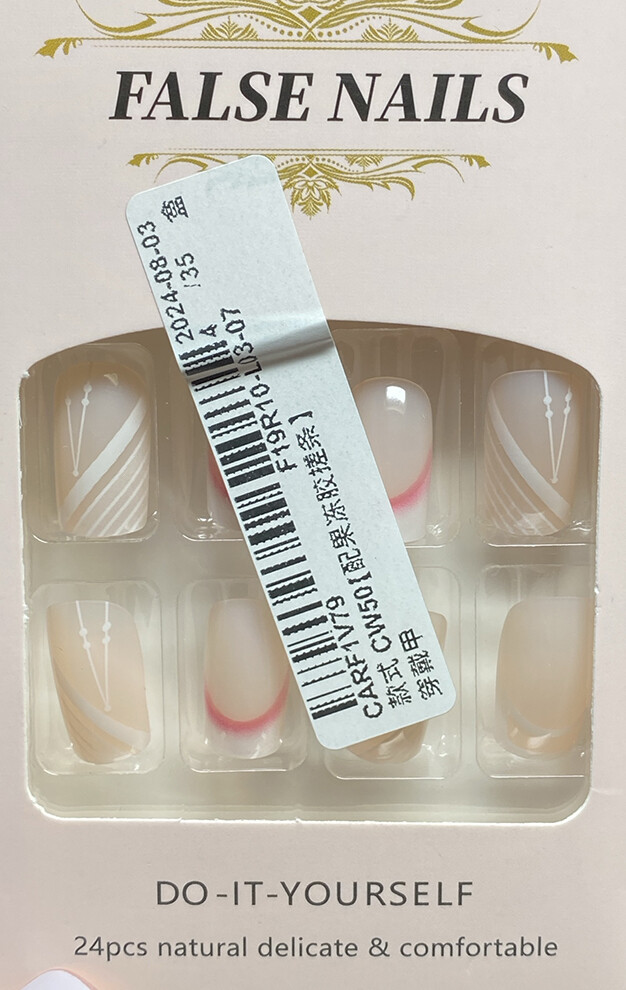 FALSE NAILS
2024-08-03
135 盒
4
F19R10-L03-07
CARF1V79
款式 CW50【配果冻胶搓条】
穿戴甲
DO-IT-YOURSELF
24pcs natural delicate & comfortable